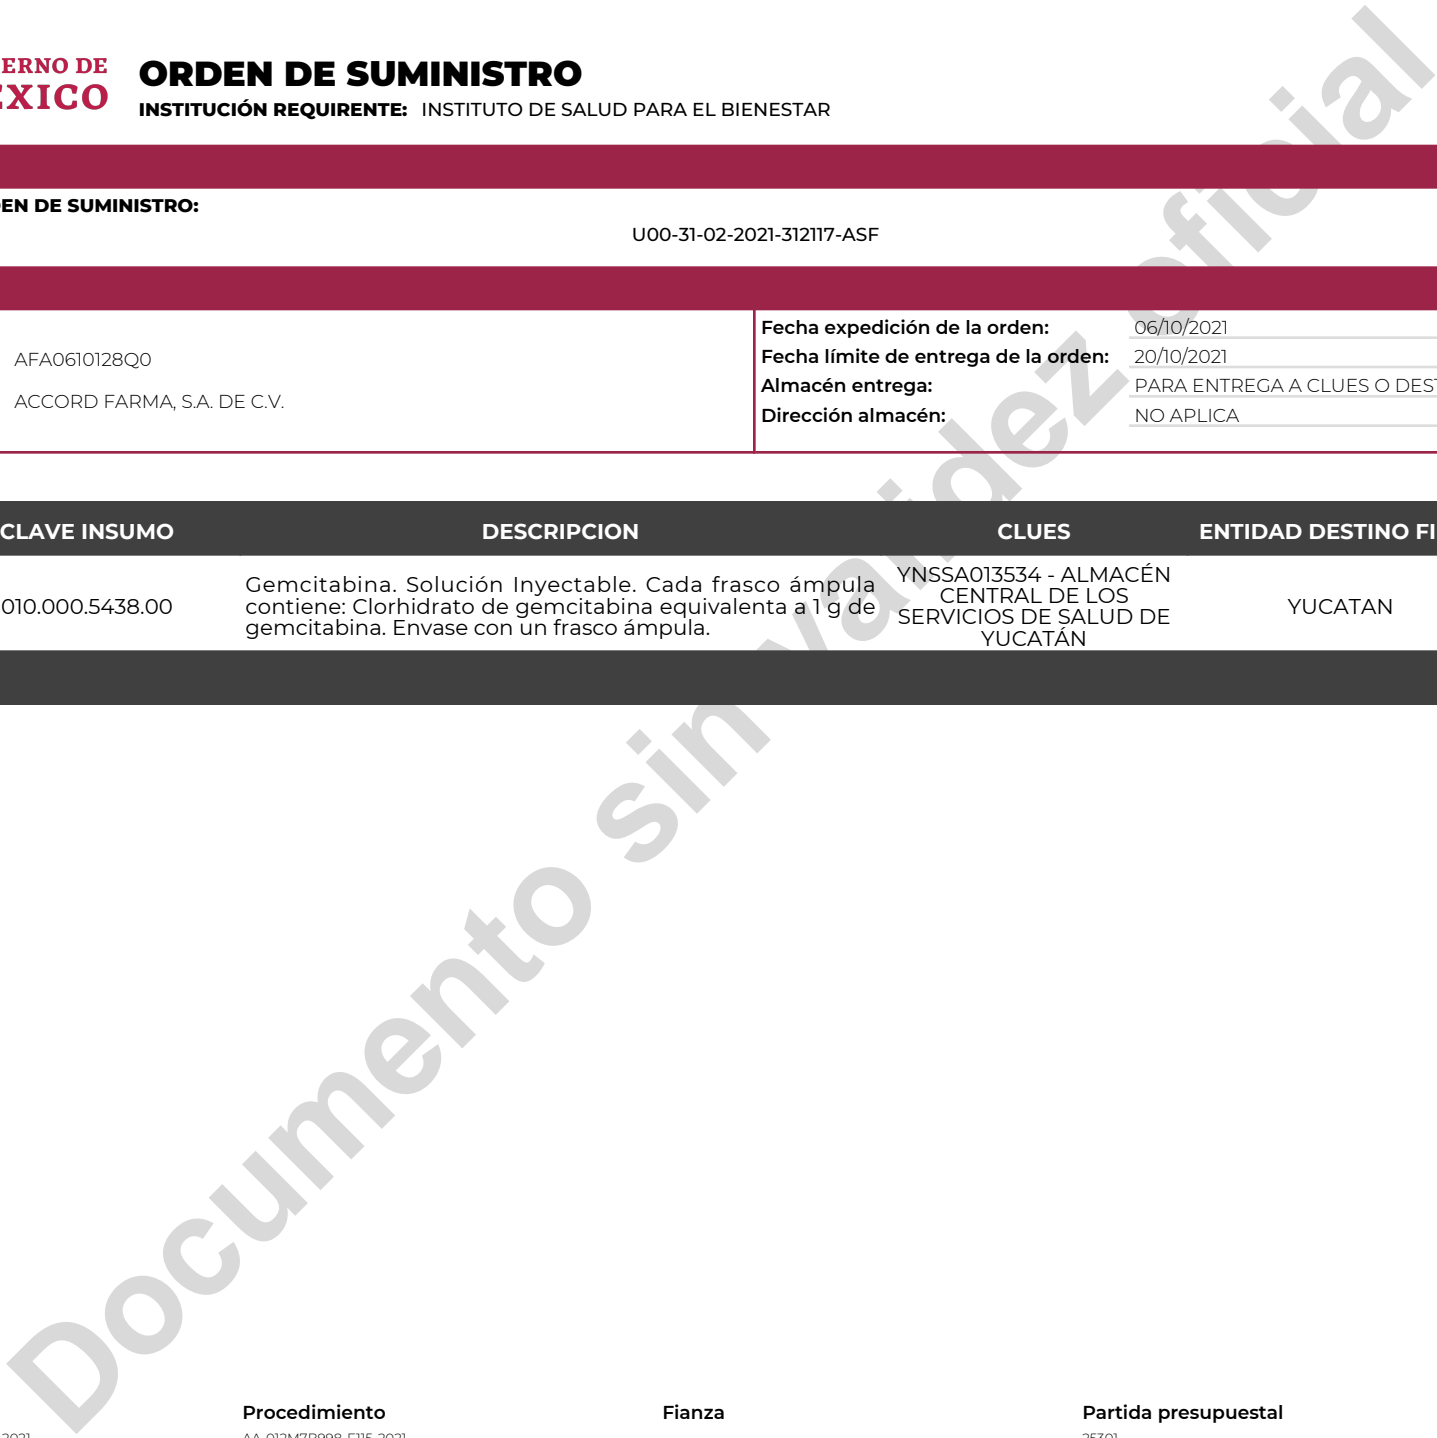 ERNO DE
EXICO
ORDEN DE SUMINISTRO
INSTITUCIÓN REQUIRENTE: INSTITUTO DE SALUD PARA EL BIENESTAR
EN DE SUMINISTRO:
U00-31-02-2021-312117-ASF
AFA0610128Q0
ACCORD FARMA, S.A. DE C.V.
Fecha expedición de la orden: 06/10/2021
Fecha límite de entrega de la orden: 20/10/2021
Almacén entrega: PARA ENTREGA A CLUES O DEST
Dirección almacén: NO APLICA
CLAVE INSUMO DESCRIPCION CLUES ENTIDAD DESTINO FI
010.000.5438.00
Gemcitabina. Solución Inyectable. Cada frasco ámpula
contiene: Clorhidrato de gemcitabina equivalenta a 1 g de
gemcitabina. Envase con un frasco ámpula.
YNSSA013534 - ALMACÉN
CENTRAL DE LOS
SERVICIOS DE SALUD DE
YUCATÁN
YUCATAN
Documento sin validez oficial
Procedimiento Fianza Partida presupuestal